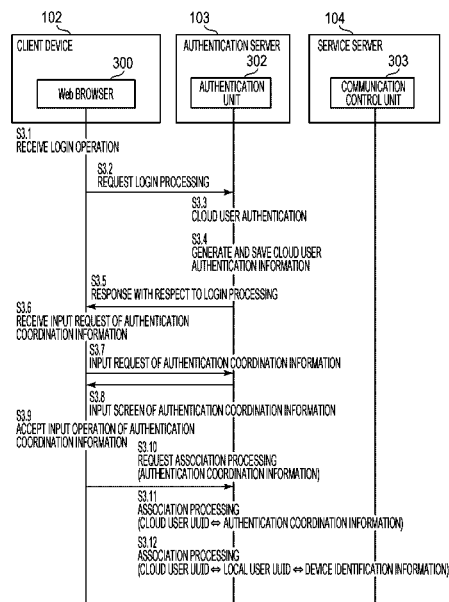 102
103
104
CLIENT DEVICE
AUTHENTICATION SERVER
SERVICE SERVER
300
302
303
Web BROWSER
AUTHENTICATION
UNIT
COMMUNICATION
CONTROL UNIT
S3.1
RECEIVE LOGIN OPERATION
S3.2
REQUEST LOGIN PROCESSING
S3.3
CLOUD USER AUTHENTICATION
S3.4
GENERATE AND SAVE CLOUD USER
AUTHENTICATION INFORMATION
S3.5
RESPONSE WITH RESPECT TO LOGIN PROCESSING
S3.6
RECEIVE INPUT REQUEST OF AUTHENTICATION
COORDINATION INFORMATION
S3.7
INPUT REQUEST OF AUTHENTICATION COORDINATION INFORMATION
S3.8
INPUT SCREEN OF AUTHENTICATION COORDINATION INFORMATION
S3.9
ACCEPT INPUT OPERATION OF AUTHENTICATION
COORDINATION INFORMATION
S3.10
REQUEST ASSOCIATION PROCESSING
(AUTHENTICATION COORDINATION INFORMATION)
S3.11
ASSOCIATION PROCESSING
(CLOUD USER UUID ⇔ AUTHENTICATION COORDINATION INFORMATION)
S3.12
ASSOCIATION PROCESSING
(CLOUD USER UUID ⇔ LOCAL USER UUID ⇔ DEVICE IDENTIFICATION INFORMATION)